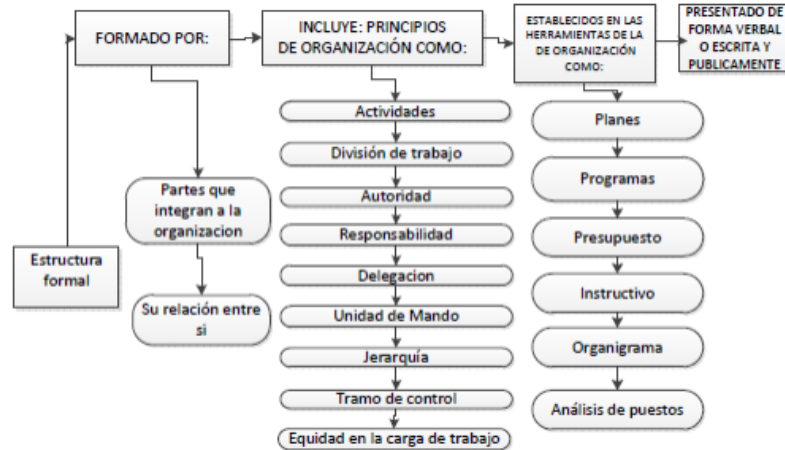 FORMADO POR:
INCLUYE: PRINCIPIOS
DE ORGANIZACIÓN COMO:
ESTABLECIDOS EN LAS
HERRAMIENTAS DE LA
DE ORGANIZACIÓN
COMO:
PRESENTADO DE
FORMA VERBAL
O ESCRITA Y
PUBLICAMENTE
Estructura
formal
Partes que
integran a la
organizacion
Su relación entre
sì
Actividades
División de trabajo
Autoridad
Responsabilidad
Delegacion
Unidad de Mando
Jerarquía
Tramo de control
Equidad en la carga de trabajo
Planes
Programas
Presupuesto
Instructivo
Organigrama
Análisis de puestos